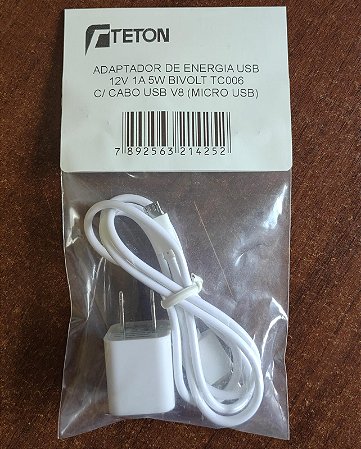 TETON
ADAPTADOR DE ENERGIA USB
12V 1A 5W BIVOLT TC006
C/ CABO USB V8 (MICRO USB)
7 892563 214252